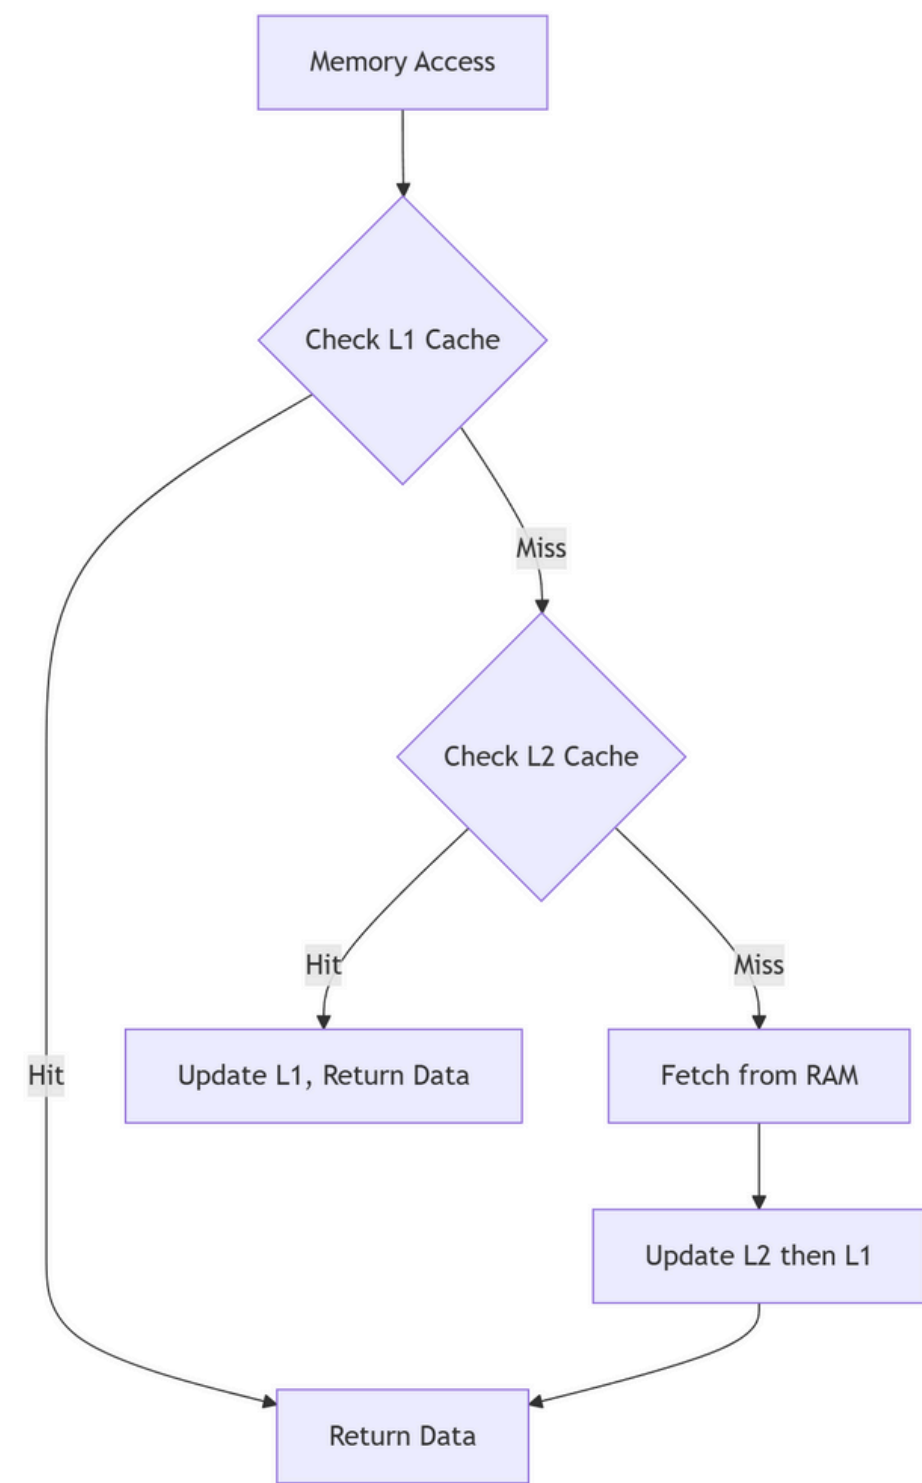 Memory Access
Check L1 Cache
Miss
Check L2 Cache
Hit
Miss
Hit
Update L1, Return Data
Fetch from RAM
Update L2 then L1
Return Data